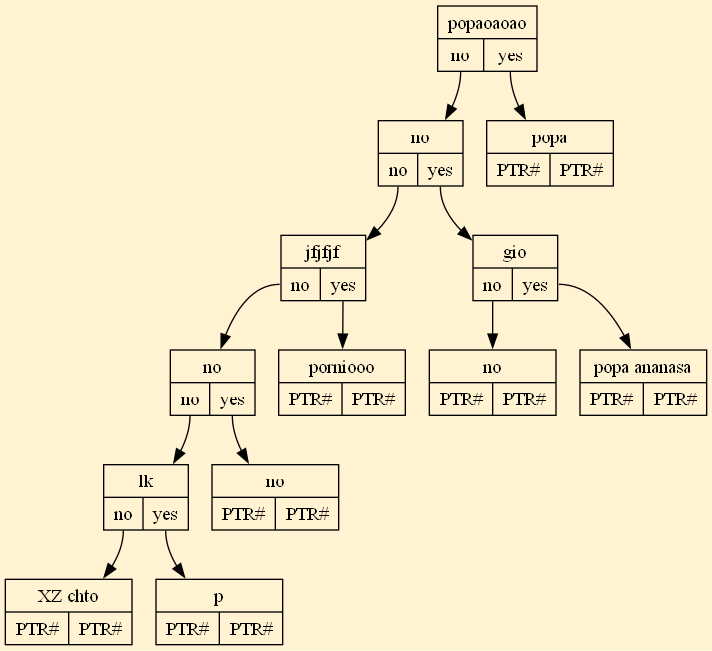 popaoaoao
no yes
no
no yes
popa
PTR# PTR#
jfjfjf
no yes
gio
no yes
no
no yes
porniooo
PTR# PTR#
no
PTR# PTR#
popa ananasa
PTR# PTR#
lk
no yes
no
PTR# PTR#
XZ chto
PTR# PTR#
p
PTR# PTR#